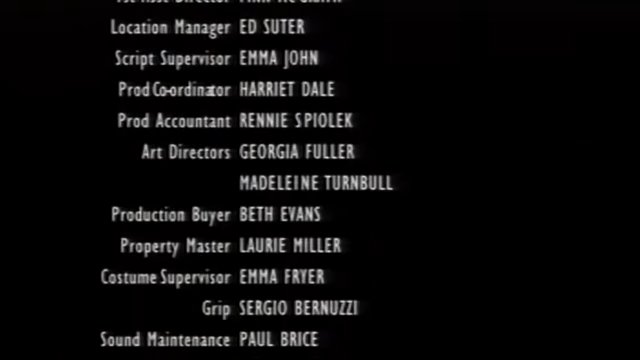 Location Manager ED SUTER
Script Supervisor EMMA JOHN
Prod Co-ordinator HARRIET DALE
Prod Accountant RENNIE SPIOLEK
Art Directors GEORGIA FULLER
MADELEINE TURNBULL
Production Buyer BETH EVANS
Property Master LAURIE MILLER
Costume Supervisor EMMA FRYER
Grip SERGIO BERNUZZI
Sound Maintenance PAUL BRICE